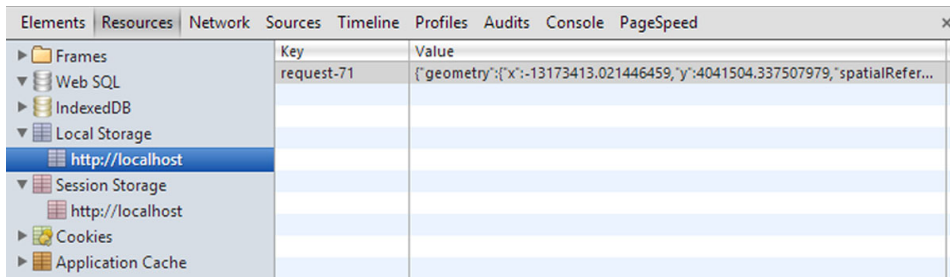 Elements Resources Network Sources Timeline Profiles Audits Console PageSpeed ×
Key Value
Frames
request-71 {"geometry":{"x":-13173413.021446459,"y":4041504.337507979,"spatialRefer...
Web SQL
IndexedDB
Local Storage
http://localhost
Session Storage
http://localhost
Cookies
Application Cache